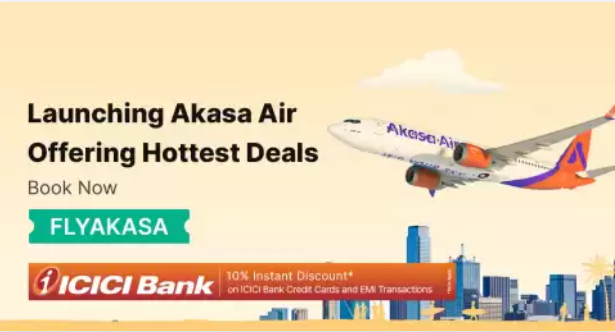 Launching Akasa Air
Offering Hottest Deals
Book Now
FLYAKASA
Akasa Air
ICICI Bank
10% Instant Discount*
on ICICI Bank Credit Cards and EMI Transactions